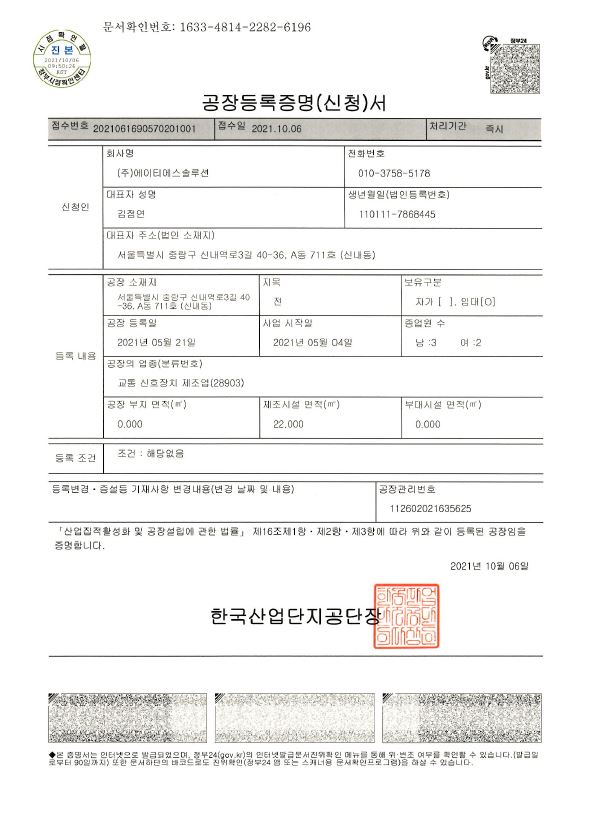 문서확인번호: 1633-4814-2282-6196
시점확인필
진본
2021/10/06
09:50:26
KST
정부시점확인센터
정부24
gov.kr
공장등록증명(신청)서
접수번호 2021061690570201001 접수일 2021.10.06 처리기간 즉시
신청인
회사명
(주)에이티에스솔루션
전화번호
010-3758-5178
대표자 성명
김점연
생년월일(법인등록번호)
110111-7868445
대표자 주소(법인 소재지)
서울특별시 중랑구 신내역로3길 40-36, A동 711호 (신내동)
등록 내용
공장 소재지
서울특별시 중랑구 신내역로3길 40
-36, A동 711호 (신내동)
지목
전
보유구분
자가 [ ], 임대[O]
공장 등록일
2021년 05월 21일
사업 시작일
2021년 05월 04일
종업원 수
남 :3 여 :2
공장의 업종(분류번호)
교통 신호장치 제조업(28903)
공장 부지 면적(㎡)
0.000
제조시설 면적(㎡)
22.000
부대시설 면적(㎡)
0.000
등록 조건
조건 : 해당없음
등록변경·증설등 기재사항 변경내용(변경 날짜 및 내용)
공장관리번호
112602021635625
「산업집적활성화 및 공장설립에 관한 법률」 제16조제1항·제2항·제3항에 따라 위와 같이 등록된 공장임을
증명합니다.
2021년 10월 06일
한국산업단지공단장
◆본 증명서는 인터넷으로 발급되었으며, 정부24(gov.kr)의 인터넷발급문서진위확인 메뉴를 통해 위·변조 여부를 확인할 수 있습니다.(발급일
로부터 90일까지) 또한 문서하단의 바코드로도 진위확인(정부24 앱 또는 스캐너용 문서확인프로그램)을 하실 수 있습니다.